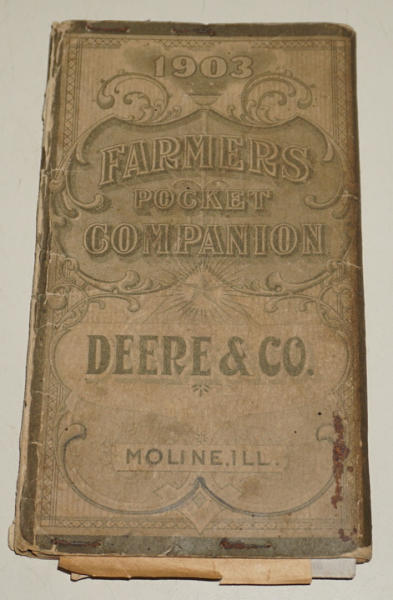 1903
FARMERS
POCKET
COMPANION
DEERE & CO.
MOLINE, ILL.